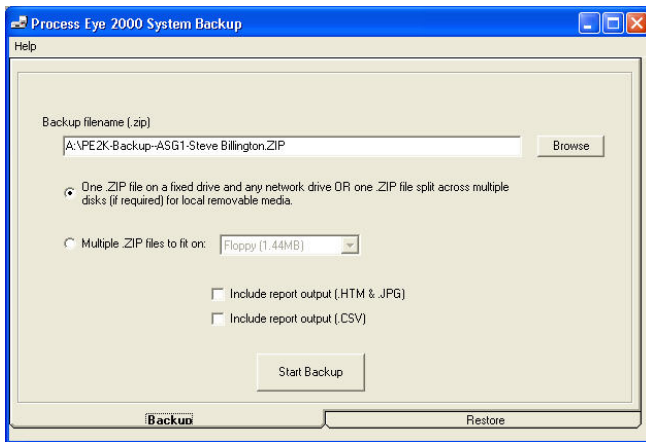 Process Eye 2000 System Backup
Help
Backup filename (.zip)
A:\PE2K-Backup--ASG1-Steve Billington.ZIP
Browse
One .ZIP file on a fixed drive and any network drive OR one .ZIP file split across multiple
disks (if required) for local removable media.
Multiple .ZIP files to fit on:
Floppy (1.44MB)
Include report output (.HTM & .JPG)
Include report output (.CSV)
Start Backup
Backup
Restore